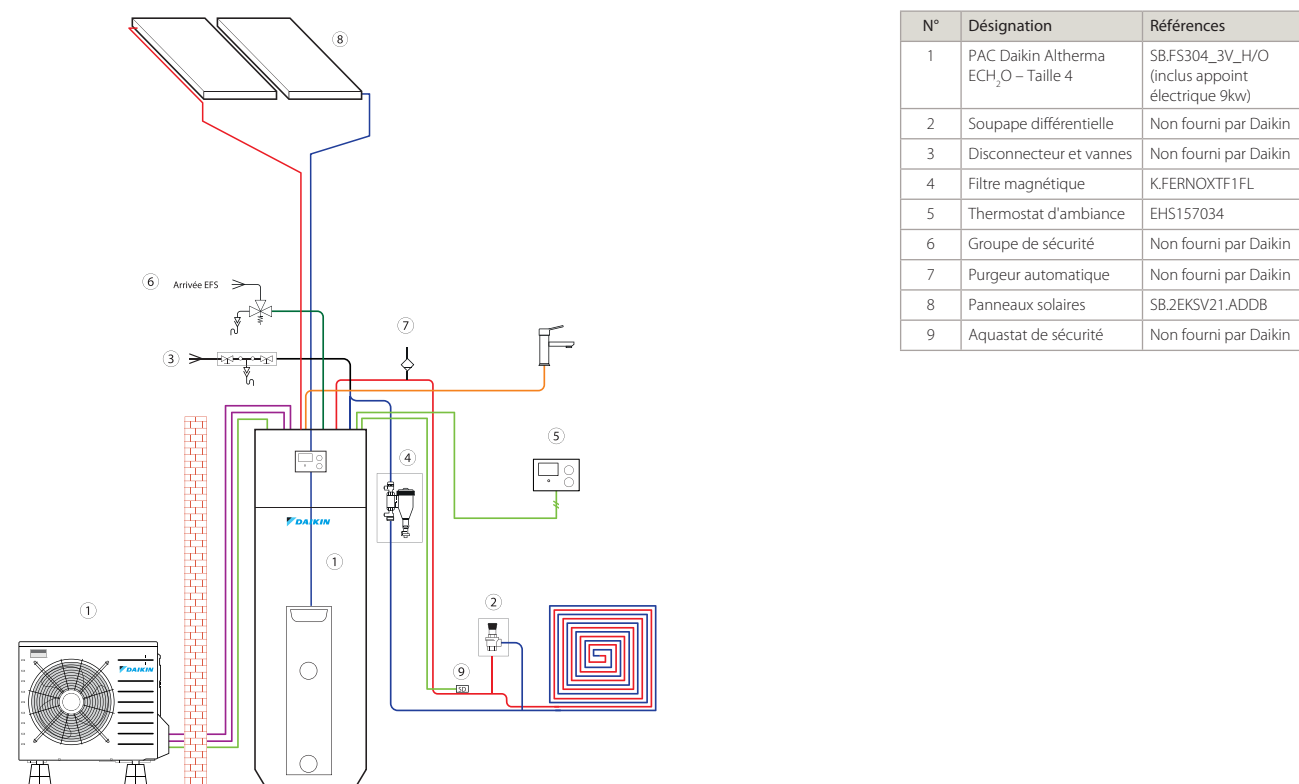 8
6
Arrivée EFS
7
3
5
4
DAIKIN
1
1
2
DAIKIN
9
SD
N° Désignation Références
1 PAC Daikin Altherma ECH2O – Taille 4 SB.FS304_3V_H/O (inclus appoint électrique 9kw)
2 Soupape différentielle Non fourni par Daikin
3 Disconnecteur et vannes Non fourni par Daikin
4 Filtre magnétique K.FERNOXTF1FL
5 Thermostat d'ambiance EHS157034
6 Groupe de sécurité Non fourni par Daikin
7 Purgeur automatique Non fourni par Daikin
8 Panneaux solaires SB.2EKSV21.ADDB
9 Aquastat de sécurité Non fourni par Daikin